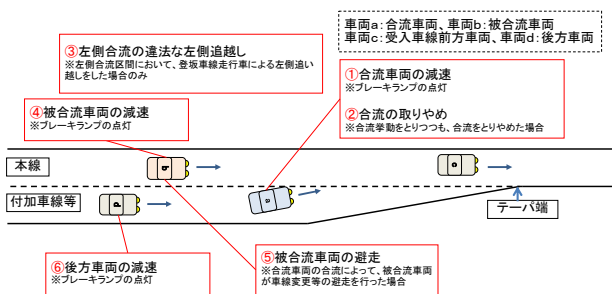 車両a：合流車両、車両b：被合流車両
車両c：受入車線前方車両、車両d：後方車両
③左側合流の違法な左側追越し
※左側合流区間において、登坂車線走行車による左側追い
越しをした場合のみ
①合流車両の減速
※ブレーキランプの点灯
②合流の取りやめ
※合流挙動をとりつつも、合流をとりやめた場合
④被合流車両の減速
※ブレーキランプの点灯
本線
b
c
付加車線等
d
a
テーパ端
⑥後方車両の減速
※ブレーキランプの点灯
⑤被合流車両の避走
※合流車両の合流によって、被合流車両
が車線変更等の避走を行った場合